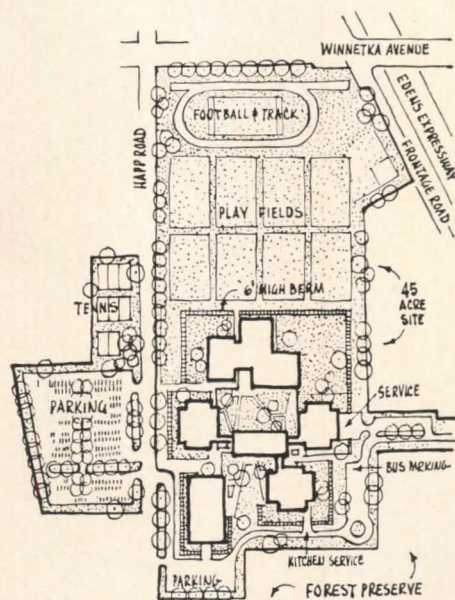 WINNETKA AVENUE
EDENS EXPRESSWAY
FRONTAGE ROAD
HAPP ROAD
FOOTBALL & TRACK
PLAY FIELDS
6' HIGH BERM
TENNIS
45
ACRE
SITE
PARKING
SERVICE
BUS PARKING
KITCHEN SERVICE
PARKING
FOREST PRESERVE